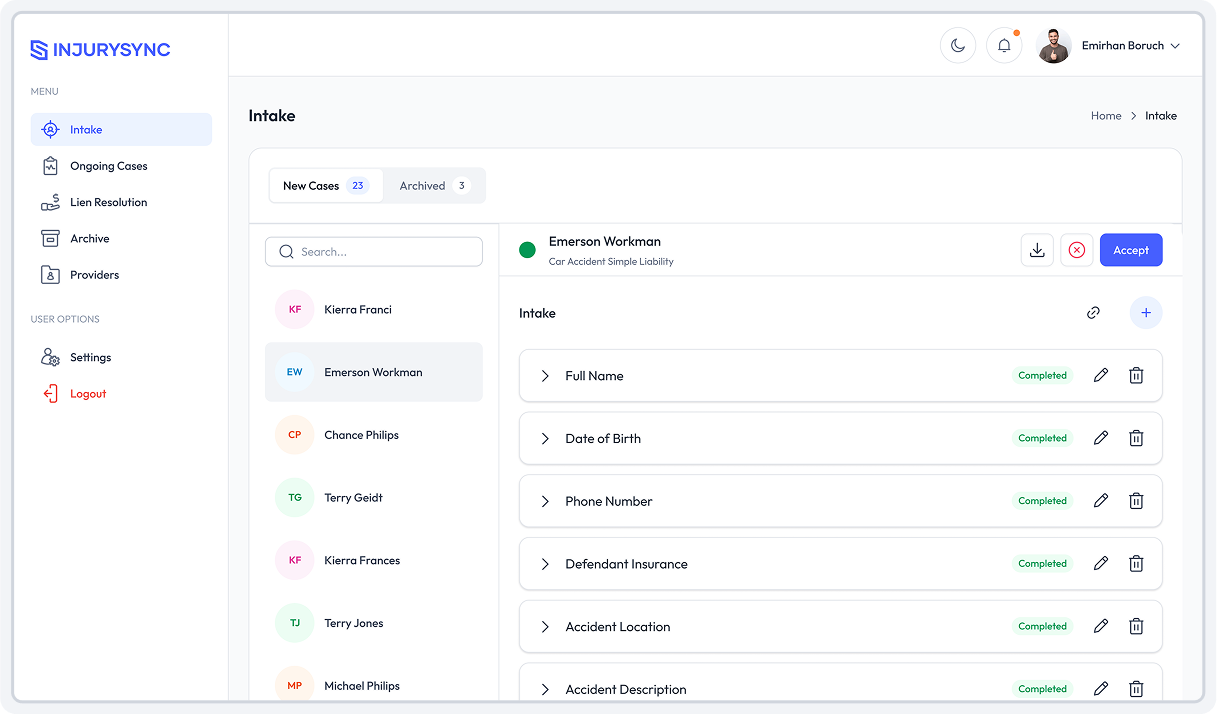 INJURYSYNC
Emirhan Boruch
MENU
Intake
Ongoing Cases
Lien Resolution
Archive
Providers
USER OPTIONS
Settings
Logout
Intake
Home > Intake
New Cases 23
Archived 3
Search...
KF Kierra Franci
EW Emerson Workman
CP Chance Philips
TG Terry Geidt
KF Kierra Frances
TJ Terry Jones
MP Michael Philips
Emerson Workman
Car Accident Simple Liability
Accept
Intake
Full Name Completed
Date of Birth Completed
Phone Number Completed
Defendant Insurance Completed
Accident Location Completed
Accident Description Completed